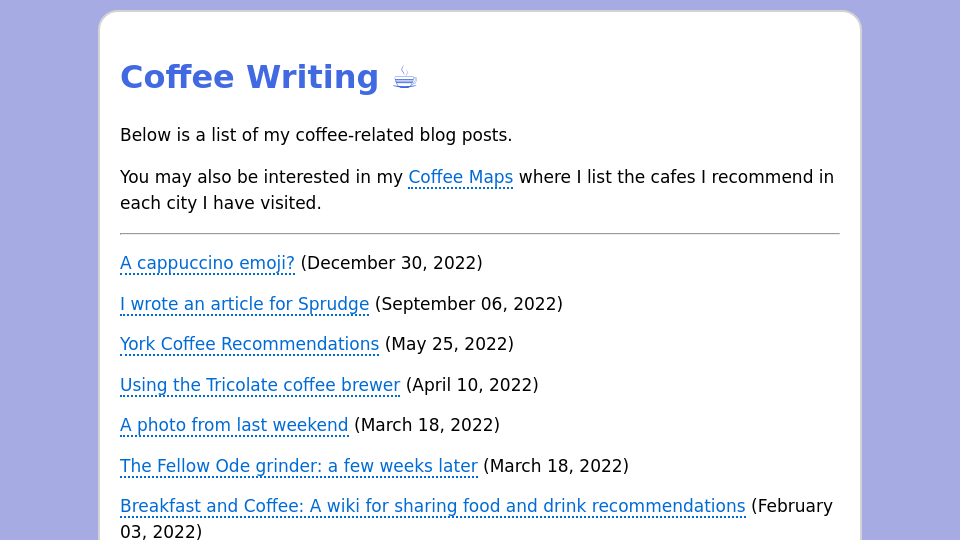 Coffee Writing ☕
Below is a list of my coffee-related blog posts.
You may also be interested in my Coffee Maps where I list the cafes I recommend in
each city I have visited.
A cappuccino emoji? (December 30, 2022)
I wrote an article for Sprudge (September 06, 2022)
York Coffee Recommendations (May 25, 2022)
Using the Tricolate coffee brewer (April 10, 2022)
A photo from last weekend (March 18, 2022)
The Fellow Ode grinder: a few weeks later (March 18, 2022)
Breakfast and Coffee: A wiki for sharing food and drink recommendations (February
03, 2022)